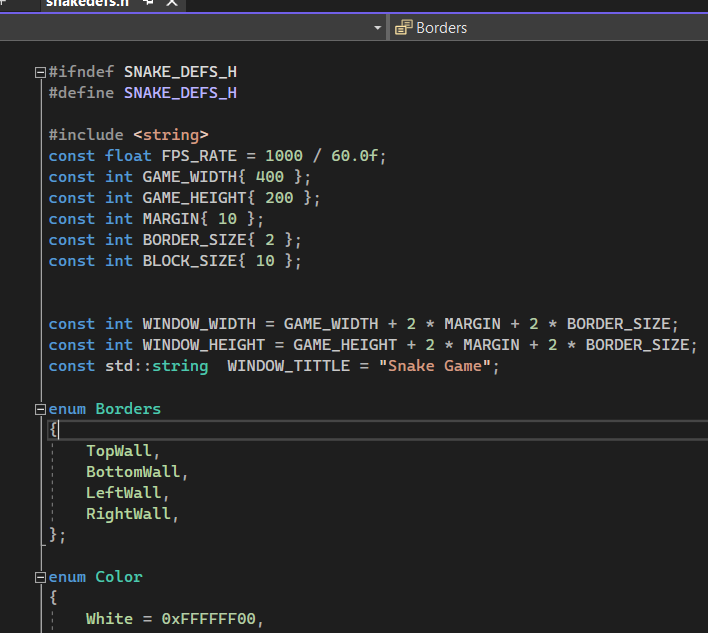 snakedefs.h
Borders
#ifndef SNAKE_DEFS_H
#define SNAKE_DEFS_H
#include <string>
const float FPS_RATE = 1000 / 60.0f;
const int GAME_WIDTH{ 400 };
const int GAME_HEIGHT{ 200 };
const int MARGIN{ 10 };
const int BORDER_SIZE{ 2 };
const int BLOCK_SIZE{ 10 };
const int WINDOW_WIDTH = GAME_WIDTH + 2 * MARGIN + 2 * BORDER_SIZE;
const int WINDOW_HEIGHT = GAME_HEIGHT + 2 * MARGIN + 2 * BORDER_SIZE;
const std::string  WINDOW_TITTLE = "Snake Game";
enum Borders
{
    TopWall,
    BottomWall,
    LeftWall,
    RightWall,
};
enum Color
{
    White = 0xFFFFFF00,